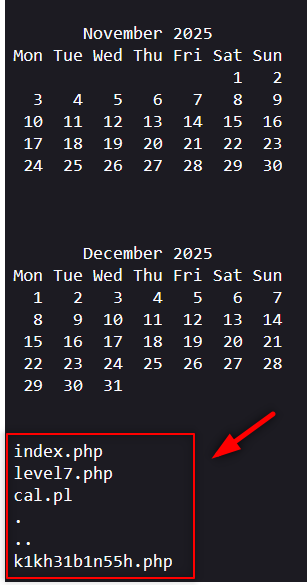 November 2025
Mon Tue Wed Thu Fri Sat Sun
1 2
3 4 5 6 7 8 9
10 11 12 13 14 15 16
17 18 19 20 21 22 23
24 25 26 27 28 29 30
December 2025
Mon Tue Wed Thu Fri Sat Sun
1 2 3 4 5 6 7
8 9 10 11 12 13 14
15 16 17 18 19 20 21
22 23 24 25 26 27 28
29 30 31
index.php
level7.php
cal.pl
.
..
k1kh31b1n55h.php